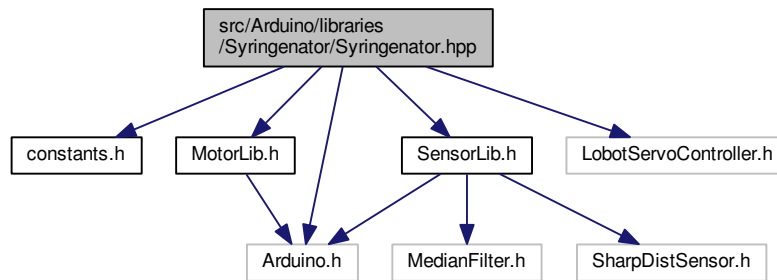 src/Arduino/libraries
/Syringenator/Syringenator.hpp
constants.h
MotorLib.h
SensorLib.h
LobotServoController.h
Arduino.h
MedianFilter.h
SharpDistSensor.h